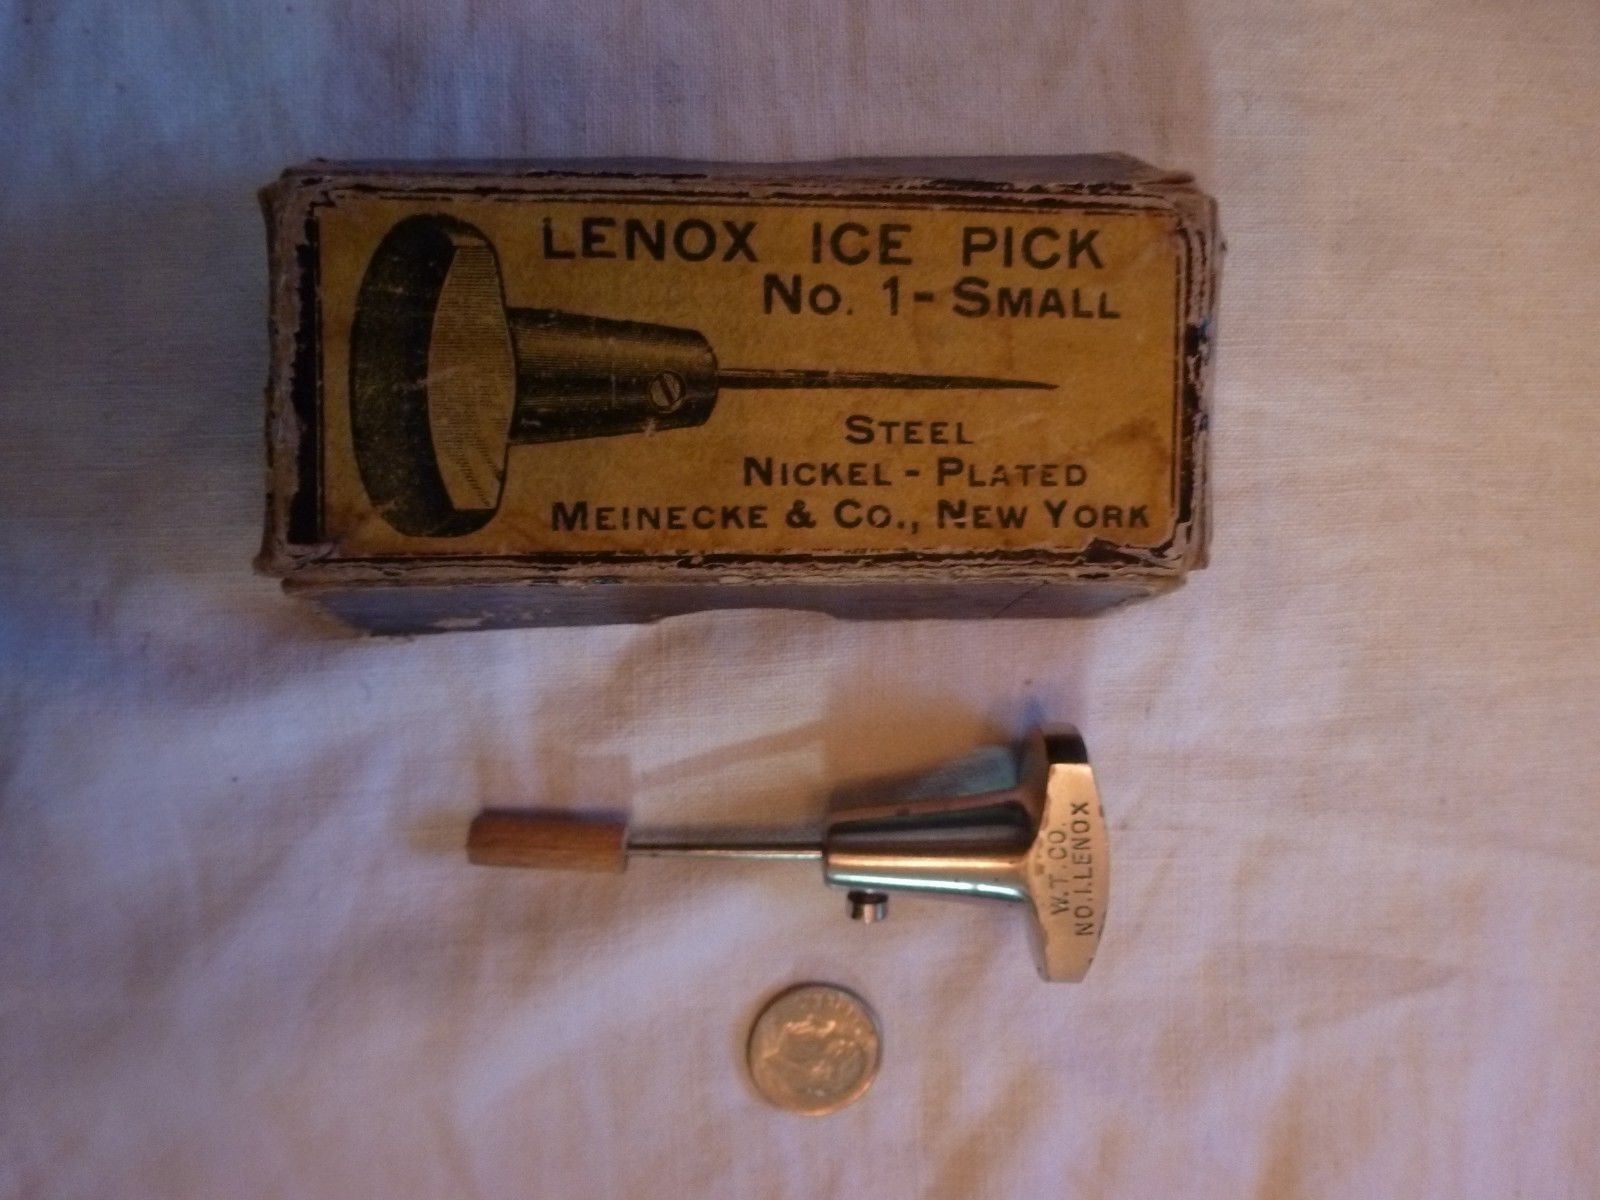 LENOX ICE PICK
No. 1 - SMALL
STEEL
NICKEL - PLATED
MEINECKE & CO., NEW YORK
W.T.CO.
NO.1.LENOX